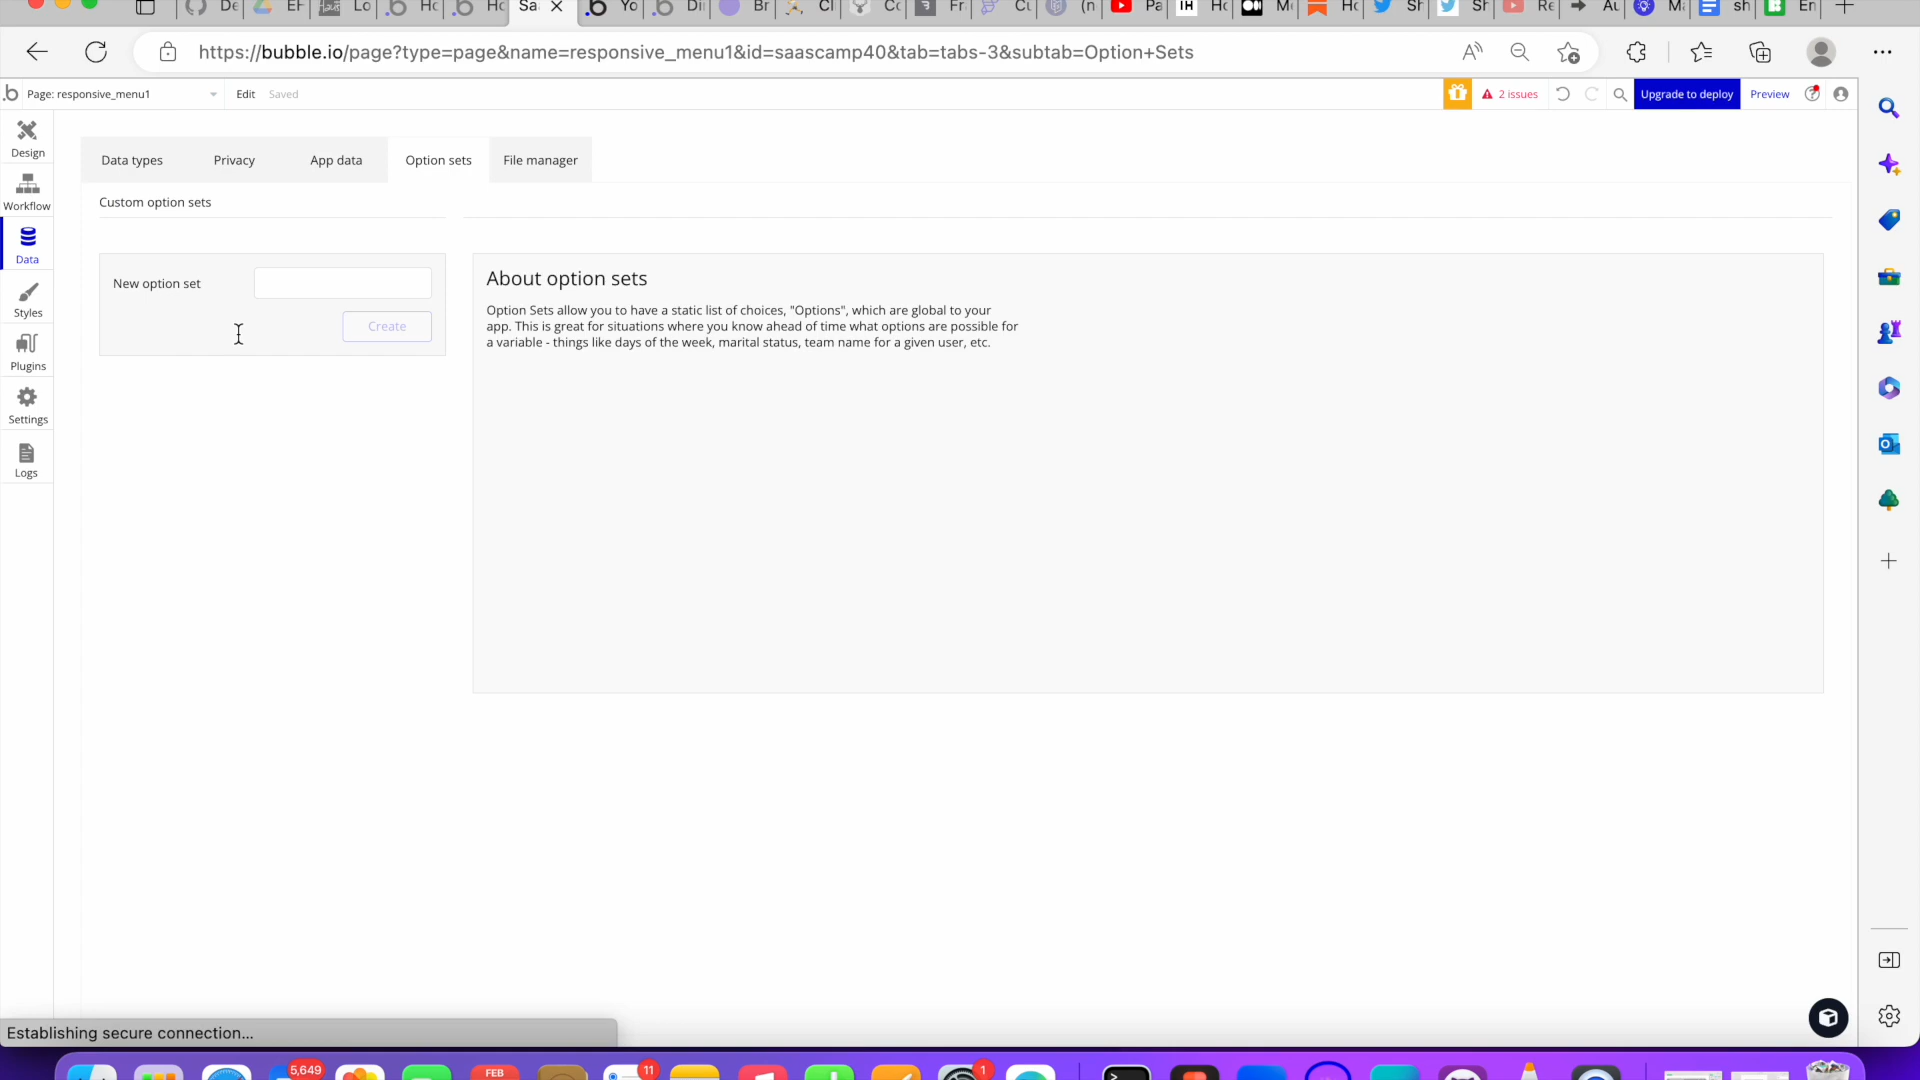 https://bubble.io/page?type=page&name=responsive_menu1&id=saascamp40&tab=tabs-3&subtab=Option+Sets
Page: responsive_menu1
Edit
Saved
2 issues
Upgrade to deploy
Preview
Design
Workflow
Data
Styles
Plugins
Settings
Logs
Data types
Privacy
App data
Option sets
File manager
Custom option sets
New option set
Create
About option sets
Option Sets allow you to have a static list of choices, "Options", which are global to your
app. This is great for situations where you know ahead of time what options are possible for
a variable - things like days of the week, marital status, team name for a given user, etc.
Establishing secure connection...
5,649
FEB
11
1